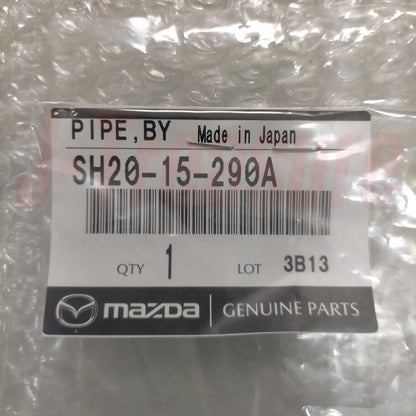 PIPE,BY Made in Japan
SH20-15-290A
QTY 1 LOT 3B13
mazda GENUINE PARTS